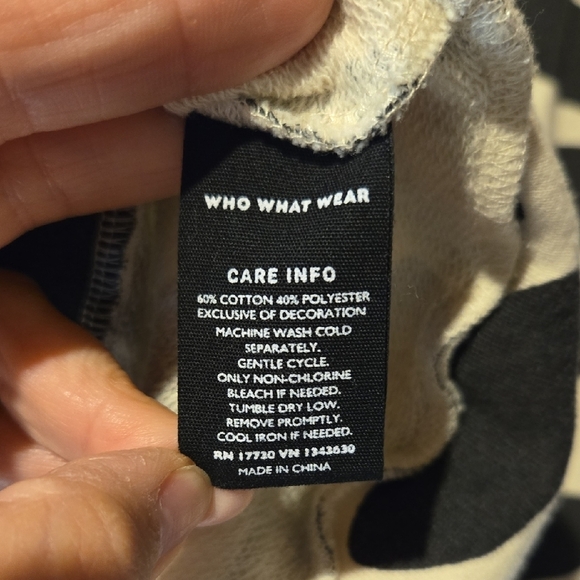 WHO WHAT WEAR
CARE INFO
60% COTTON 40% POLYESTER
EXCLUSIVE OF DECORATION
MACHINE WASH COLD
SEPARATELY.
GENTLE CYCLE.
ONLY NON-CHLORINE
BLEACH IF NEEDED.
TUMBLE DRY LOW.
REMOVE PROMPTLY.
COOL IRON IF NEEDED.
RN 17730 VN 1343630
MADE IN CHINA